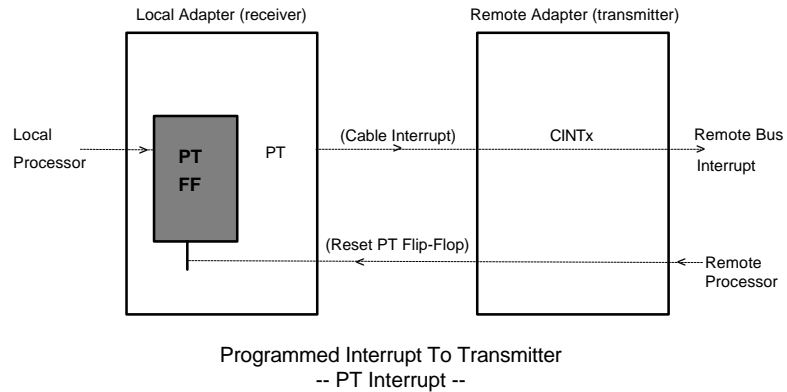 Local Adapter (receiver)
Remote Adapter (transmitter)
Local
Processor
PT
FF
PT
(Cable Interrupt)
CINTx
Remote Bus
Interrupt
(Reset PT Flip-Flop)
Remote
Processor
Programmed Interrupt To Transmitter
-- PT Interrupt --